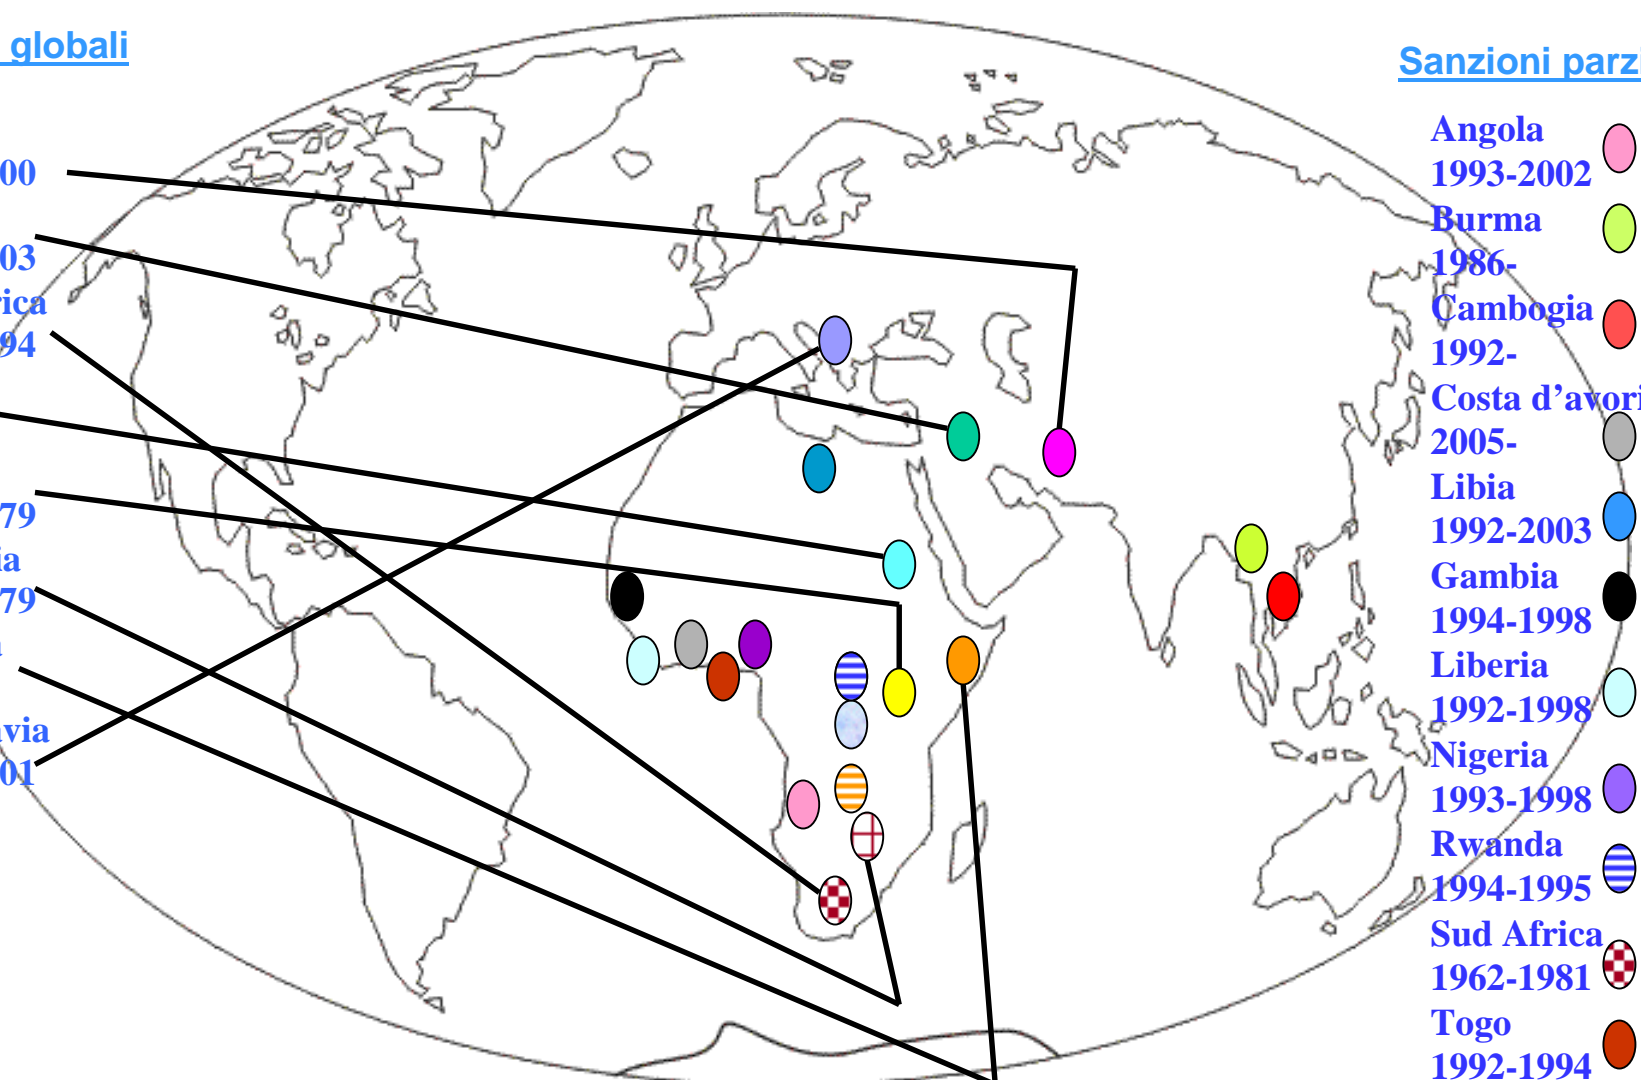 globali
00
03
rica
94
79
ia
79
a
via
01
Sanzioni parzi
Angola
1993-2002
Burma
1986-
Cambogia
1992-
Costa d’avori
2005-
Libia
1992-2003
Gambia
1994-1998
Liberia
1992-1998
Nigeria
1993-1998
Rwanda
1994-1995
Sud Africa
1962-1981
Togo
1992-1994